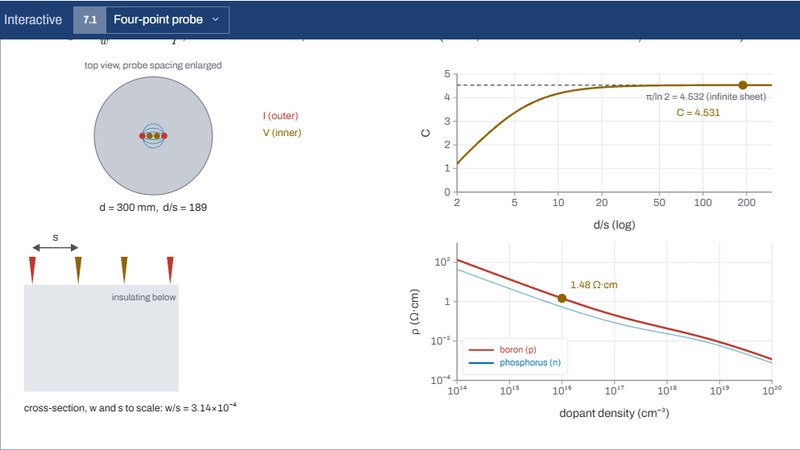 Interactive 7.1 Four-point probe
top view, probe spacing enlarged
I (outer)
V (inner)
d = 300 mm, d/s = 189
s
insulating below
cross-section, w and s to scale: w/s = 3.14×10⁻⁴
5
4
3
2
1
0
C
π/ln 2 = 4.532 (infinite sheet)
C = 4.531
2 5 10 20 50 100 200
d/s (log)
10²
1
10⁻²
10⁻⁴
ρ (Ω·cm)
1.48 Ω·cm
boron (p)
phosphorus (n)
10¹⁴ 10¹⁵ 10¹⁶ 10¹⁷ 10¹⁸ 10¹⁹ 10²⁰
dopant density (cm⁻³)